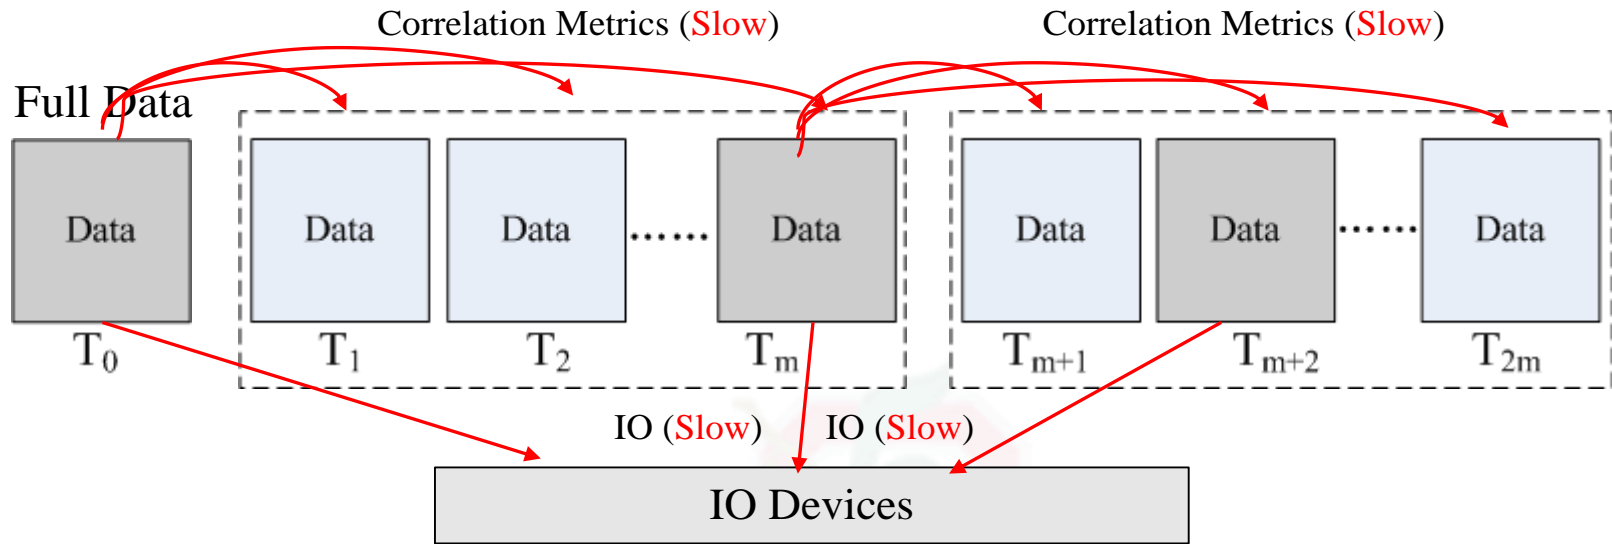 Correlation Metrics (Slow) Correlation Metrics (Slow)
Full Data
Data Data Data ...... Data Data Data ...... Data
T0 T1 T2 Tm Tm+1 Tm+2 T2m
IO (Slow) IO (Slow)
IO Devices